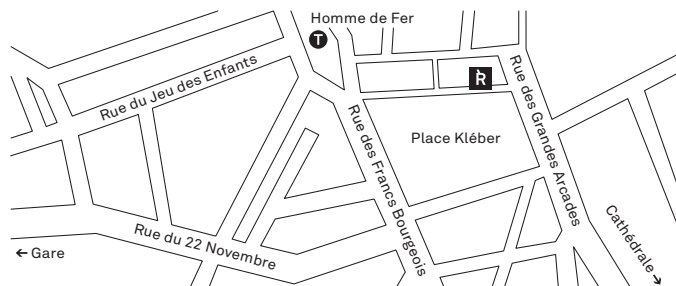 Homme de Fer
T
R
Rue du Jeu des Enfants
Rue des Francs Bourgeois
Place Kléber
Rue des Grandes Arcades
Rue du 22 Novembre
← Gare
Cathédrale →